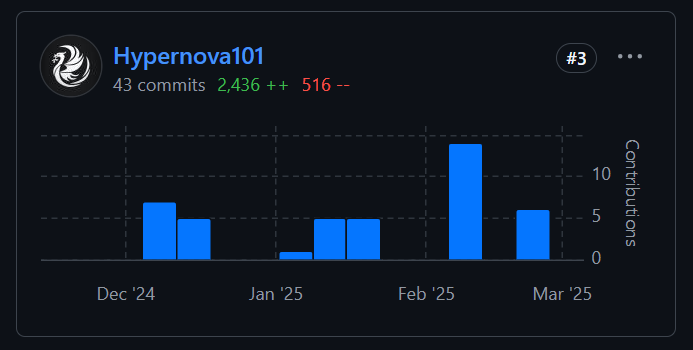 Hypernova101
#3
43 commits 2,436 ++ 516 --
Contributions
10
5
0
Dec '24 Jan '25 Feb '25 Mar '25